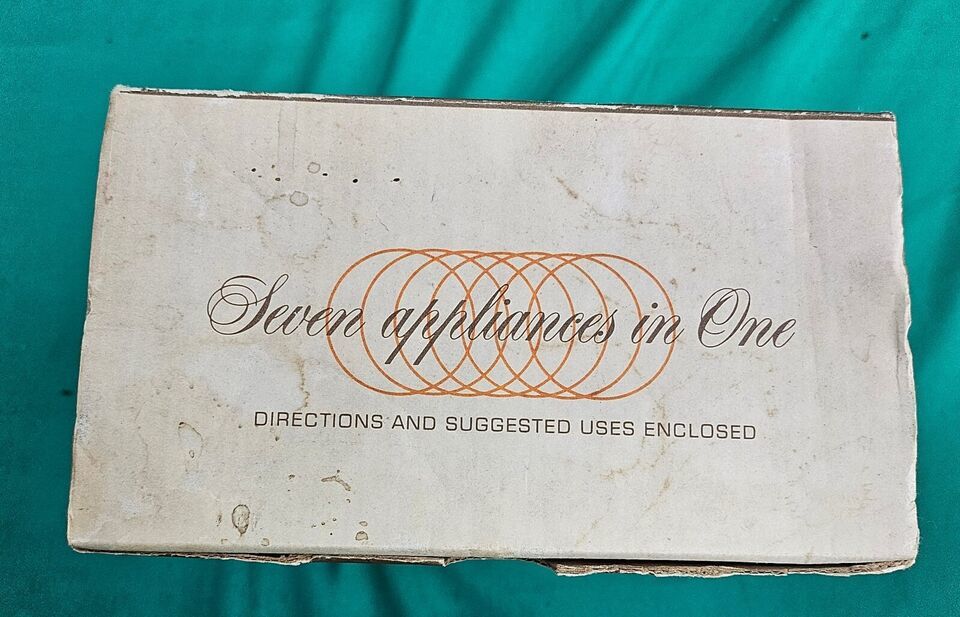 Seven appliances in One
DIRECTIONS AND SUGGESTED USES ENCLOSED